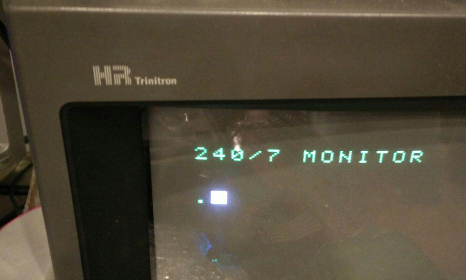 HR Trinitron
240/7 MONITOR
.